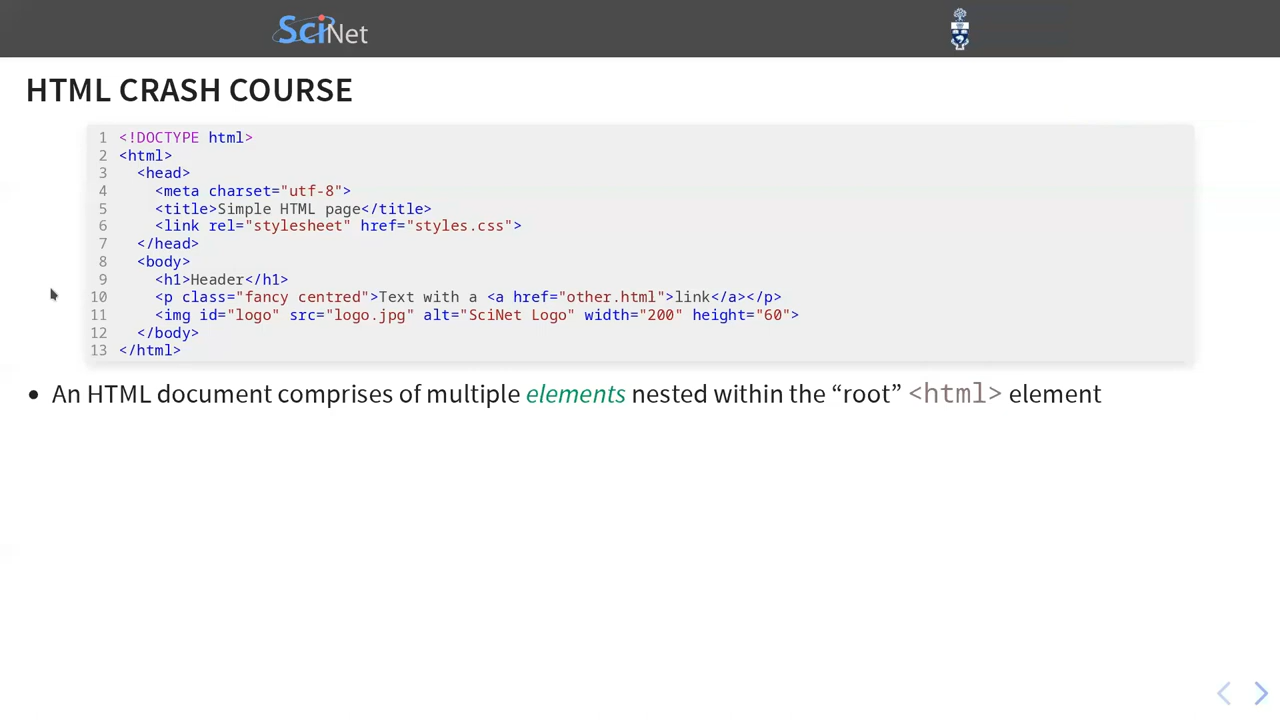 SciNet
HTML CRASH COURSE
1 <!DOCTYPE html>
2 <html>
3   <head>
4     <meta charset="utf-8">
5     <title>Simple HTML page</title>
6     <link rel="stylesheet" href="styles.css">
7   </head>
8   <body>
9     <h1>Header</h1>
10     <p class="fancy centred">Text with a <a href="other.html">link</a></p>
11     <img id="logo" src="logo.jpg" alt="SciNet Logo" width="200" height="60">
12   </body>
13 </html>
• An HTML document comprises of multiple elements nested within the “root” <html> element